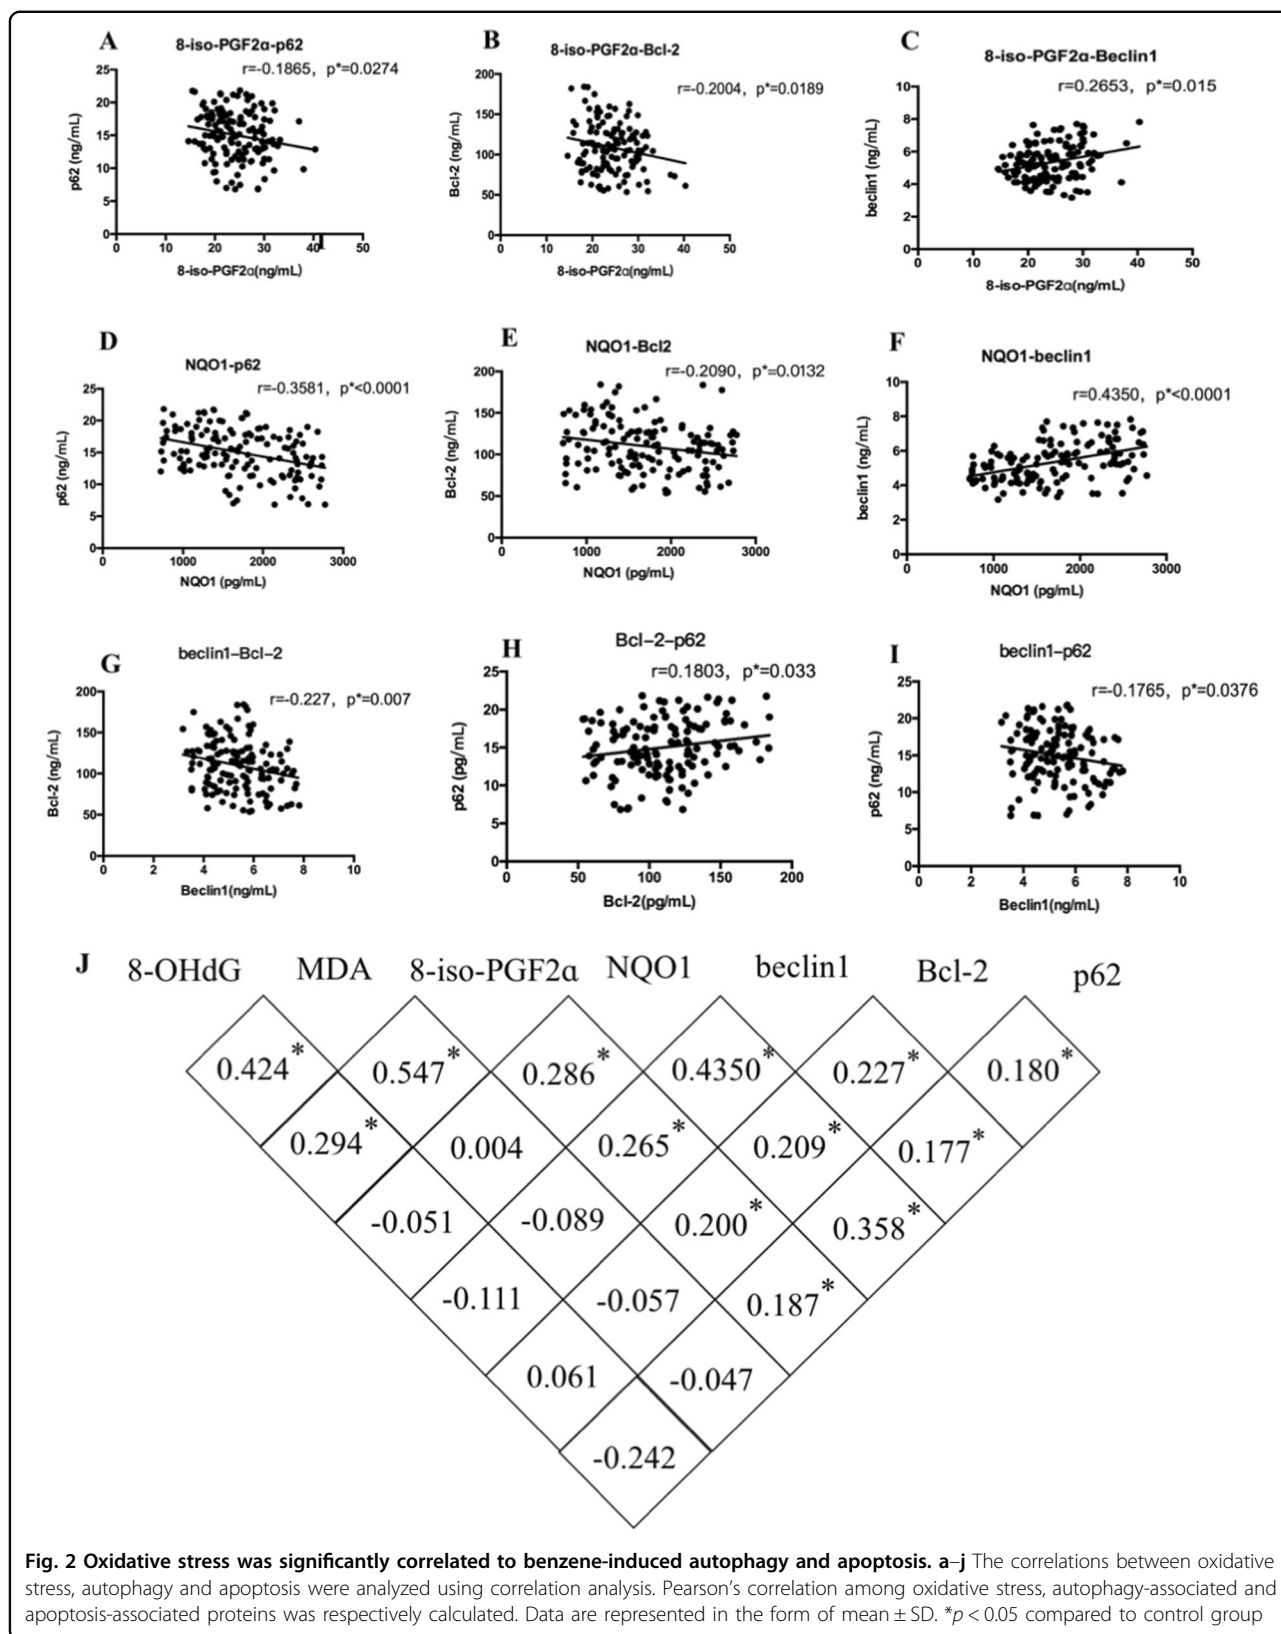 A
8-iso-PGF2ɑ-p62
r=-0.1865, p*=0.0274
p62 (ng/mL)
25
20
15
10
5
0
0 10 20 30 40 50
8-iso-PGF2ɑ(ng/mL)
B
8-iso-PGF2ɑ-Bcl-2
r=-0.2004, p*=0.0189
Bcl-2 (ng/mL)
200
150
100
50
0
0 10 20 30 40 50
8-iso-PGF2ɑ(ng/mL)
C
8-iso-PGF2ɑ-Beclin1
r=0.2653, p*=0.015
beclin1 (ng/mL)
10
8
6
4
2
0
0 10 20 30 40 50
8-iso-PGF2ɑ(ng/mL)
D
NQO1-p62
r=-0.3581, p*<0.0001
p62 (ng/mL)
25
20
15
10
5
0
0 1000 2000 3000
NQO1 (pg/mL)
E
NQO1-Bcl2
r=-0.2090, p*=0.0132
Bcl-2 (ng/mL)
200
150
100
50
0
0 1000 2000 3000
NQO1 (pg/mL)
F
NQO1-beclin1
r=0.4350, p*<0.0001
beclin1 (ng/mL)
10
8
6
4
2
0
0 1000 2000 3000
NQO1 (pg/mL)
G
beclin1–Bcl-2
r=-0.227, p*=0.007
Bcl-2 (ng/mL)
200
150
100
50
0
0 2 4 6 8 10
Beclin1(ng/mL)
H
Bcl-2-p62
r=0.1803, p*=0.033
p62 (pg/mL)
25
20
15
10
5
0
0 50 100 150 200
Bcl-2(pg/mL)
I
beclin1–p62
r=-0.1765, p*=0.0376
p62 (ng/mL)
25
20
15
10
5
0
0 2 4 6 8 10
Beclin1(ng/mL)
J
8-OHdG MDA 8-iso-PGF2ɑ NQO1 beclin1 Bcl-2 p62
0.424* 0.547* 0.286* 0.4350* 0.227* 0.180*
0.294* 0.004 0.265* 0.209* 0.177*
-0.051 -0.089 0.200* 0.358*
-0.111 -0.057 0.187*
0.061 -0.047
-0.242
Fig. 2 Oxidative stress was significantly correlated to benzene-induced autophagy and apoptosis. a–j The correlations between oxidative
stress, autophagy and apoptosis were analyzed using correlation analysis. Pearson’s correlation among oxidative stress, autophagy-associated and
apoptosis-associated proteins was respectively calculated. Data are represented in the form of mean ± SD. *p < 0.05 compared to control group